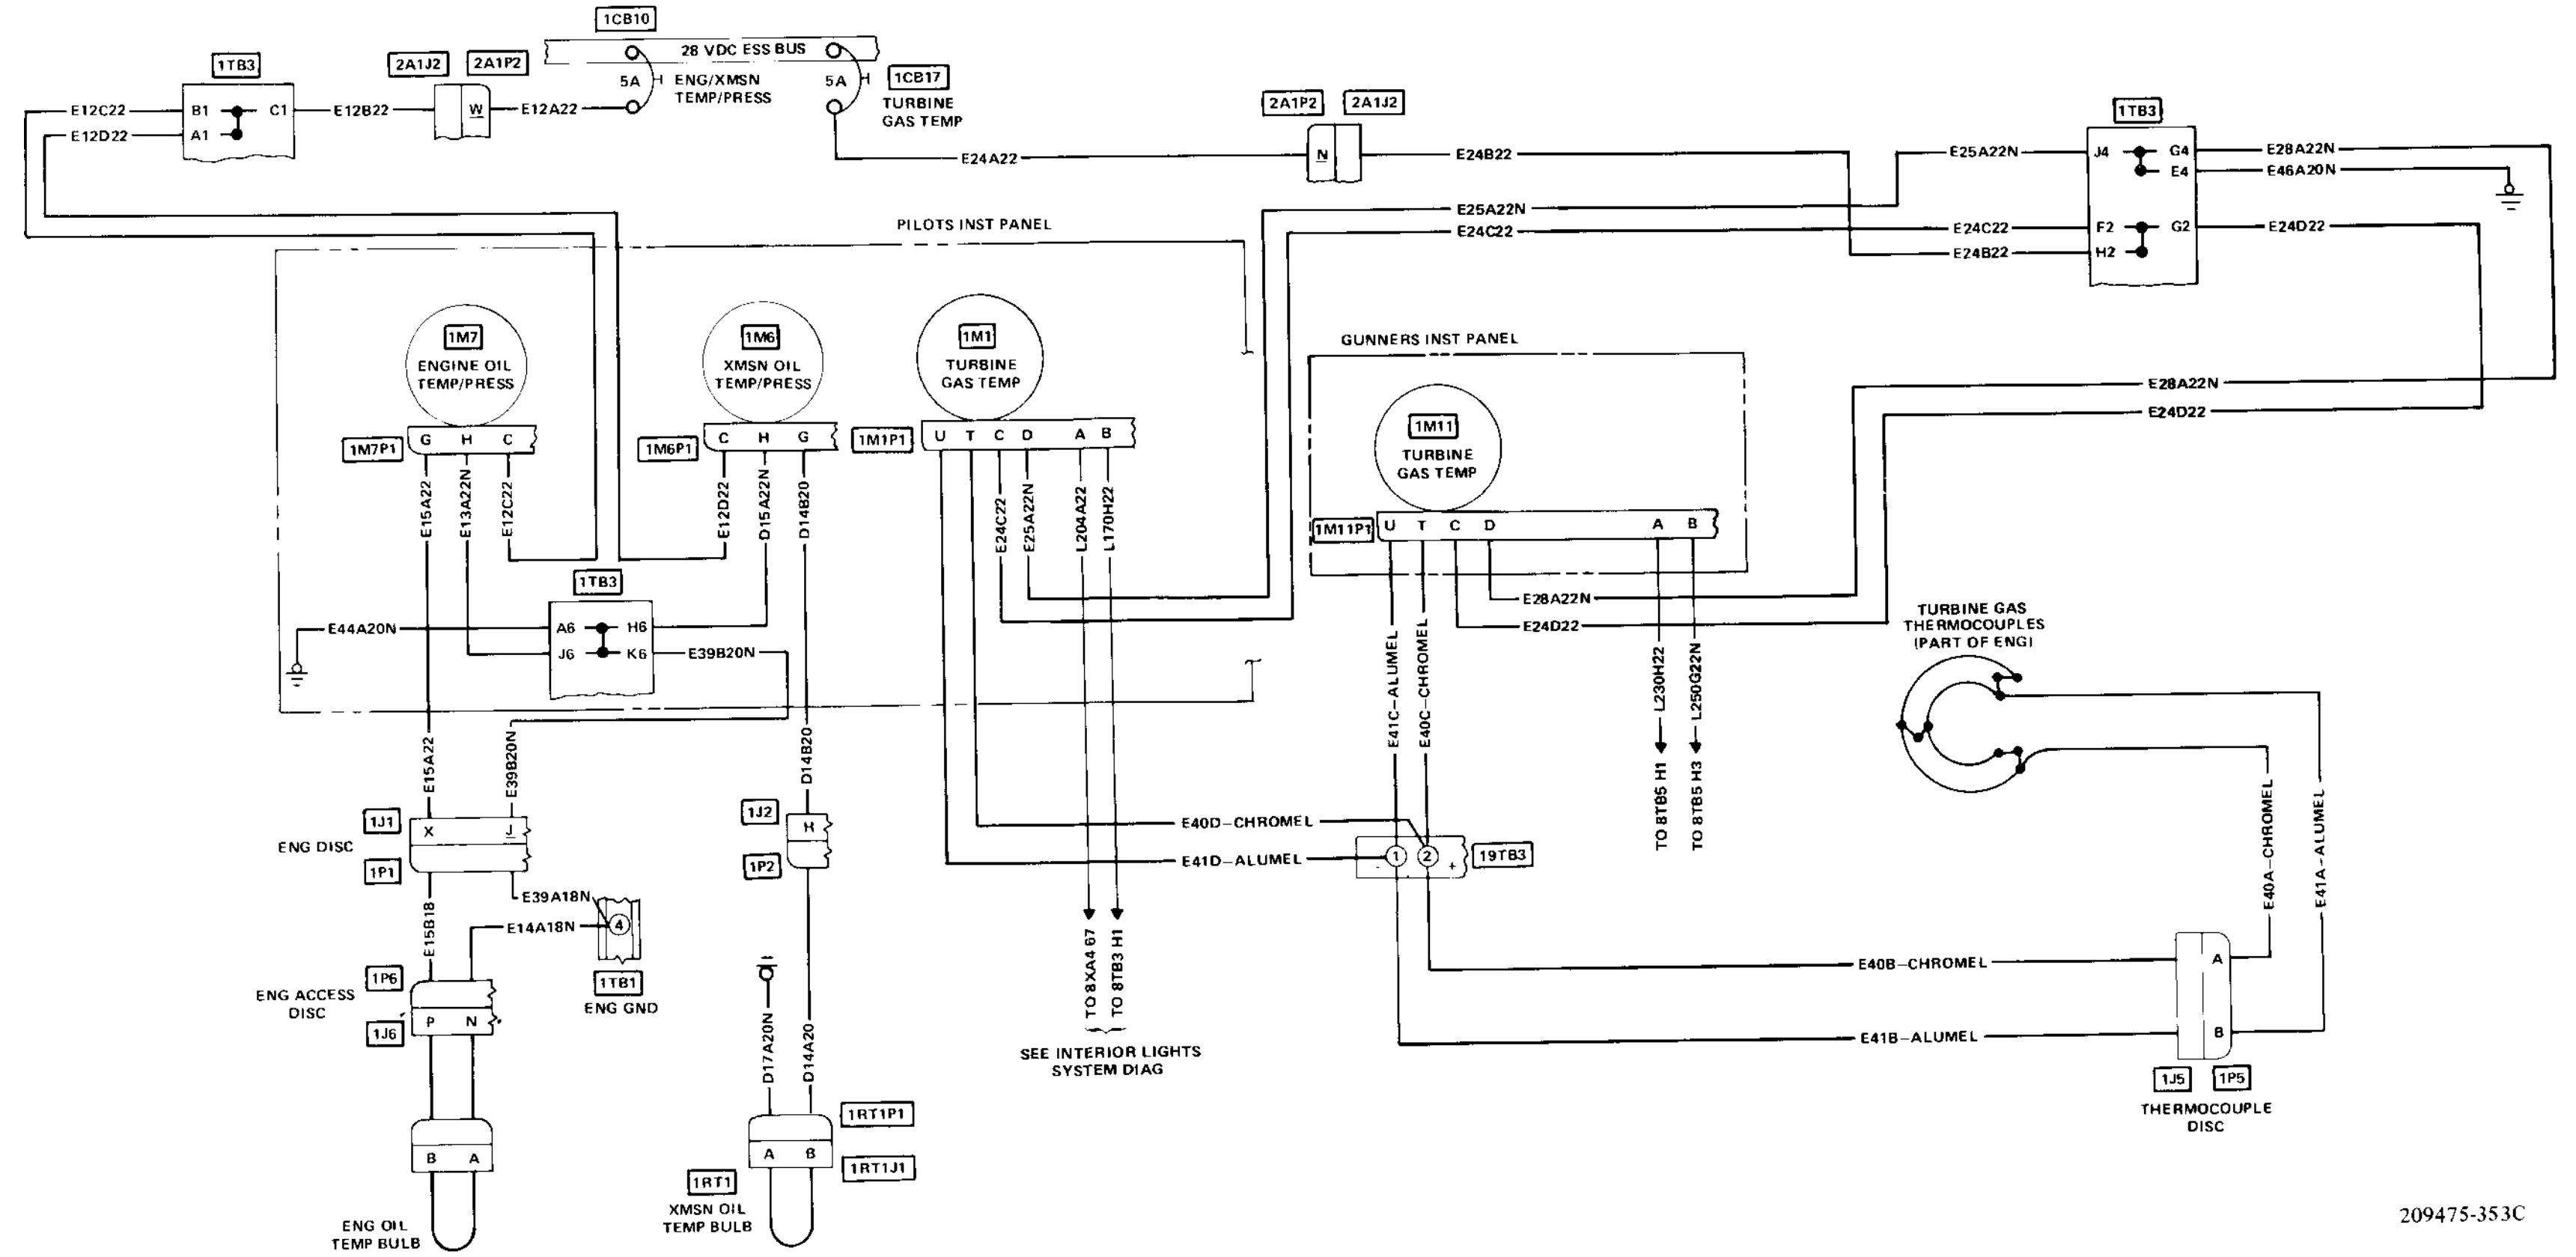 1CB10
28 VDC ESS BUS
1TB3
2A1J2
2A1P2
5A
ENG/XMSN
TEMP/PRESS
5A
1CB17
TURBINE
GAS TEMP
E12C22
B1
C1
E12B22
W
E12A22
E12D22
A1
2A1P2
2A1J2
1TB3
E24A22
N
E24B22
E25A22N
J4
G4
E28A22N
E4
E46A20N
E25A22N
E24C22
E24C22
F2
G2
E24D22
E24B22
H2
PILOTS INST PANEL
1M7
ENGINE OIL
TEMP/PRESS
1M6
XMSN OIL
TEMP/PRESS
1M1
TURBINE
GAS TEMP
GUNNERS INST PANEL
1M11
TURBINE
GAS TEMP
E28A22N
E24D22
1M7P1
G H C
1M6P1
C H G
1M1P1
U T C D A B
E15A22
E13A22N
E12C22
E12D22
D15A22N
D14B20
E24C22
E25A22N
L204A22
L170H22
1M11P1
U T C D A B
1TB3
E44A20N
A6
H6
J6
K6
E39B20N
E28A22N
E24D22
E41C-ALUMEL
E40C-CHROMEL
L230H22
L250G22N
TO 8TB5 H1
TO 8TB5 H3
TURBINE GAS
THERMOCOUPLES
(PART OF ENG)
E15A22
E39B20N
D14B20
1J1
X
J
ENG DISC
1P1
1J2
R
1P2
E40D-CHROMEL
E41D-ALUMEL
1
2
-
+
19TB3
E40A-CHROMEL
E41A-ALUMEL
E15B18
E39A18N
E14A18N
4
1TB1
ENG GND
1P6
ENG ACCESS
DISC
1J6
P N
D17A20N
D14A20
TO 8XA4 67
TO 8TB3 H1
SEE INTERIOR LIGHTS
SYSTEM DIAG
E40B-CHROMEL
A
E41B-ALUMEL
B
1J5
1P5
THERMOCOUPLE
DISC
1RT1P1
B A
A B
1RT1J1
1RT1
XMSN OIL
TEMP BULB
ENG OIL
TEMP BULB
209475-353C